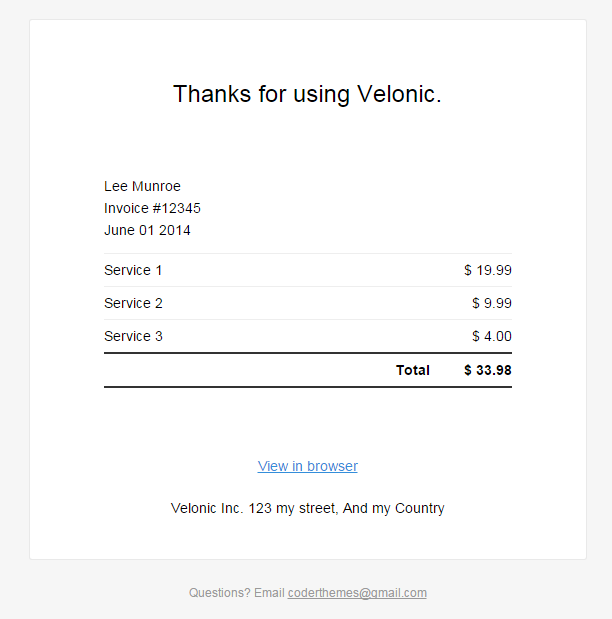 Thanks for using Velonic.
Lee Munroe
Invoice #12345
June 01 2014
Service 1 $ 19.99
Service 2 $ 9.99
Service 3 $ 4.00
Total $ 33.98
View in browser
Velonic Inc. 123 my street, And my Country
Questions? Email coderthemes@gmail.com